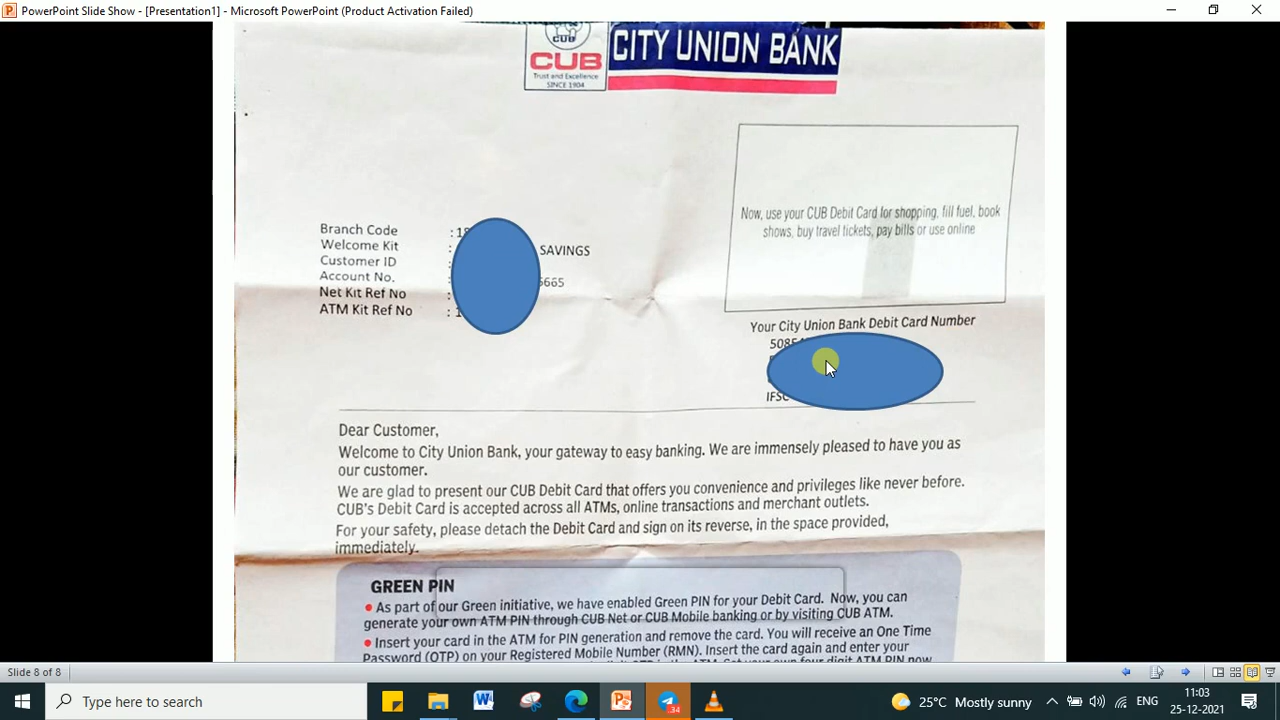 PowerPoint Slide Show - [Presentation1] - Microsoft PowerPoint (Product Activation Failed)
CUB
CUB
Trust and Excellence
SINCE 1904
CITY UNION BANK
Now, use your CUB Debit Card for shopping, fill fuel, book
shows, buy travel tickets, pay bills or use online
Branch Code : 18
Welcome Kit : SAVINGS
Customer ID :
Account No. : 5665
Net Kit Ref No :
ATM Kit Ref No : 1
Your City Union Bank Debit Card Number
5085
IFSC
Dear Customer,
Welcome to City Union Bank, your gateway to easy banking. We are immensely pleased to have you as
our customer.
We are glad to present our CUB Debit Card that offers you convenience and privileges like never before.
CUB's Debit Card is accepted across all ATMs, online transactions and merchant outlets.
For your safety, please detach the Debit Card and sign on its reverse, in the space provided,
immediately.
GREEN PIN
• As part of our Green initiative, we have enabled Green PIN for your Debit Card. Now, you can
generate your own ATM PIN through CUB Net or CUB Mobile banking or by visiting CUB ATM.
• Insert your card in the ATM for PIN generation and remove the card. You will receive an One Time
Password (OTP) on your Registered Mobile Number (RMN). Insert the card again and enter your
Slide 8 of 8
Type here to search
34
25°C Mostly sunny
ENG
11:03
25-12-2021